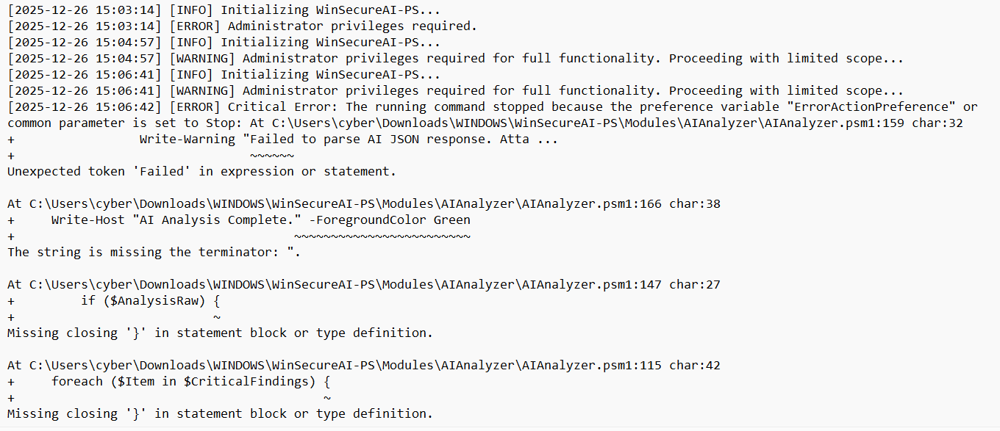 [2025-12-26 15:03:14] [INFO] Initializing WinSecureAI-PS...
[2025-12-26 15:03:14] [ERROR] Administrator privileges required.
[2025-12-26 15:04:57] [INFO] Initializing WinSecureAI-PS...
[2025-12-26 15:04:57] [WARNING] Administrator privileges required for full functionality. Proceeding with limited scope...
[2025-12-26 15:06:41] [INFO] Initializing WinSecureAI-PS...
[2025-12-26 15:06:41] [WARNING] Administrator privileges required for full functionality. Proceeding with limited scope...
[2025-12-26 15:06:42] [ERROR] Critical Error: The running command stopped because the preference variable "ErrorActionPreference" or
common parameter is set to Stop: At C:\Users\cyber\Downloads\WINDOWS\WinSecureAI-PS\Modules\AIAnalyzer\AIAnalyzer.psm1:159 char:32
+                 Write-Warning "Failed to parse AI JSON response. Atta ...
+                                ~~~~~~
Unexpected token 'Failed' in expression or statement.

At C:\Users\cyber\Downloads\WINDOWS\WinSecureAI-PS\Modules\AIAnalyzer\AIAnalyzer.psm1:166 char:38
+     Write-Host "AI Analysis Complete." -ForegroundColor Green
+                                      ~~~~~~~~~~~~~~~~~~~~~~~~
The string is missing the terminator: ".

At C:\Users\cyber\Downloads\WINDOWS\WinSecureAI-PS\Modules\AIAnalyzer\AIAnalyzer.psm1:147 char:27
+         if ($AnalysisRaw) {
+                           ~
Missing closing '}' in statement block or type definition.

At C:\Users\cyber\Downloads\WINDOWS\WinSecureAI-PS\Modules\AIAnalyzer\AIAnalyzer.psm1:115 char:42
+     foreach ($Item in $CriticalFindings) {
+                                          ~
Missing closing '}' in statement block or type definition.